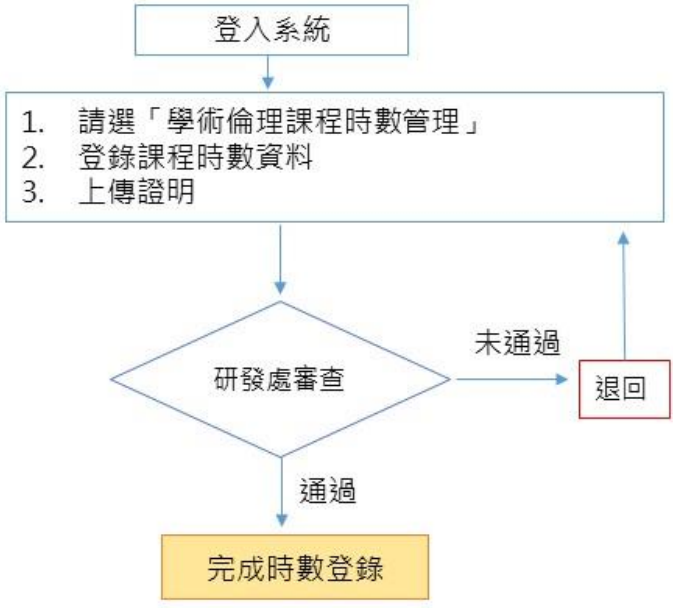 登入系統
1. 請選「學術倫理課程時數管理」
2. 登錄課程時數資料
3. 上傳證明
未通過
研發處審查
退回
通過
完成時數登錄